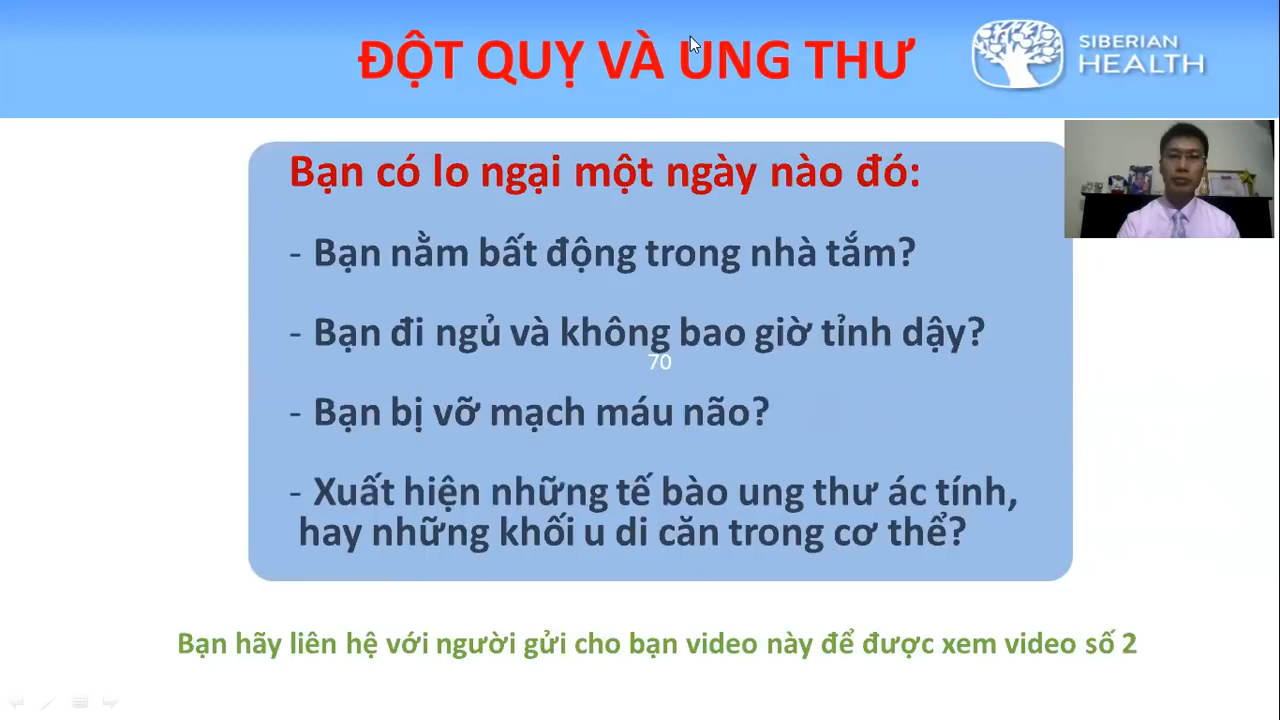 ĐỘT QUỴ VÀ UNG THƯ
SIBERIAN
HEALTH
Bạn có lo ngại một ngày nào đó:
- Bạn nằm bất động trong nhà tắm?
- Bạn đi ngủ và không bao giờ tỉnh dậy?
70
- Bạn bị vỡ mạch máu não?
- Xuất hiện những tế bào ung thư ác tính,
hay những khối u di căn trong cơ thể?
Bạn hãy liên hệ với người gửi cho bạn video này để được xem video số 2